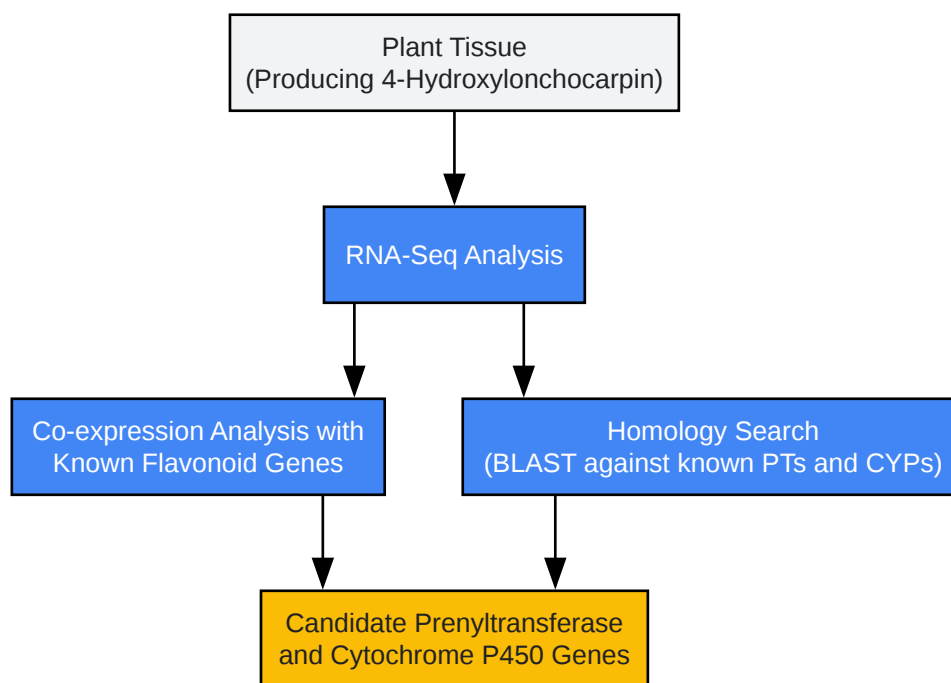 Plant Tissue
(Producing 4-Hydroxylonchocarpin)
RNA-Seq Analysis
Co-expression Analysis with
Known Flavonoid Genes
Homology Search
(BLAST against known PTs and CYPs)
Candidate Prenyltransferase
and Cytochrome P450 Genes